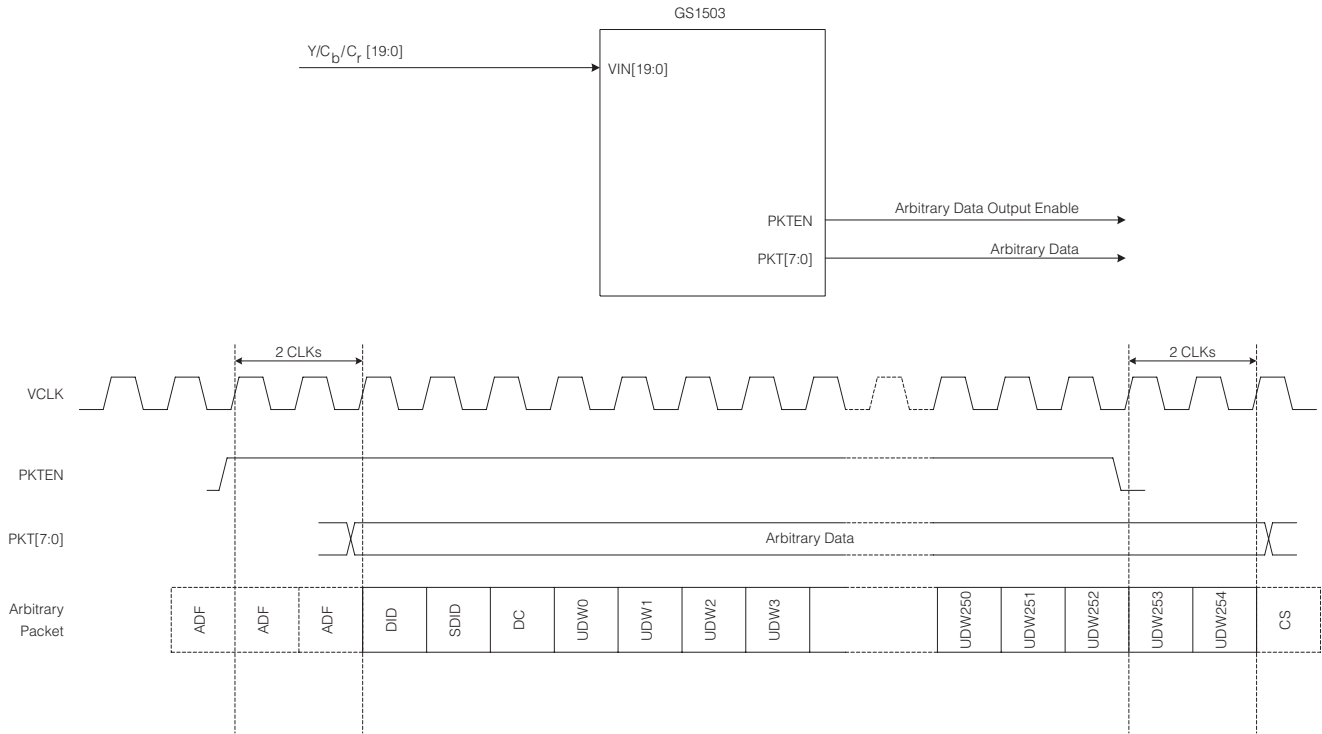 GS1503
Y/Cb/Cr [19:0]
VIN[19:0]
PKTEN
Arbitrary Data Output Enable
PKT[7:0]
Arbitrary Data
2 CLKs
2 CLKs
VCLK
PKTEN
PKT[7:0]
Arbitrary Data
Arbitrary
Packet
ADF
ADF
ADF
DID
SDID
DC
UDW0
UDW1
UDW2
UDW3
UDW250
UDW251
UDW252
UDW253
UDW254
CS